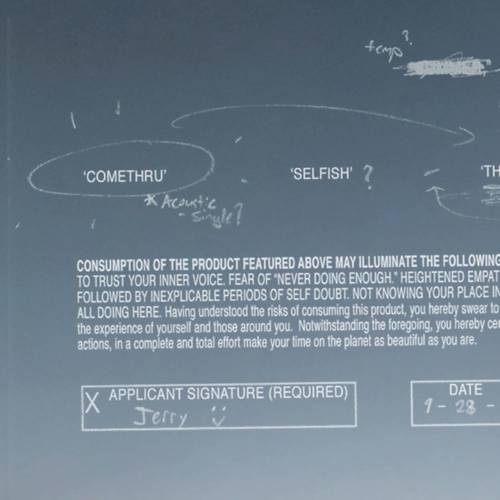 temp?
'COMETHRU'
'SELFISH' ?
'TH
* Acoustic
- Single?
CONSUMPTION OF THE PRODUCT FEATURED ABOVE MAY ILLUMINATE THE FOLLOWING
TO TRUST YOUR INNER VOICE. FEAR OF "NEVER DOING ENOUGH." HEIGHTENED EMPAT
FOLLOWED BY INEXPLICABLE PERIODS OF SELF DOUBT. NOT KNOWING YOUR PLACE IN
ALL DOING HERE. Having understood the risks of consuming this product, you hereby swear to
the experience of yourself and those around you. Notwithstanding the foregoing, you hereby cer
actions, in a complete and total effort make your time on the planet as beautiful as you are.
X APPLICANT SIGNATURE (REQUIRED)
Jerry
DATE
9 - 28 -